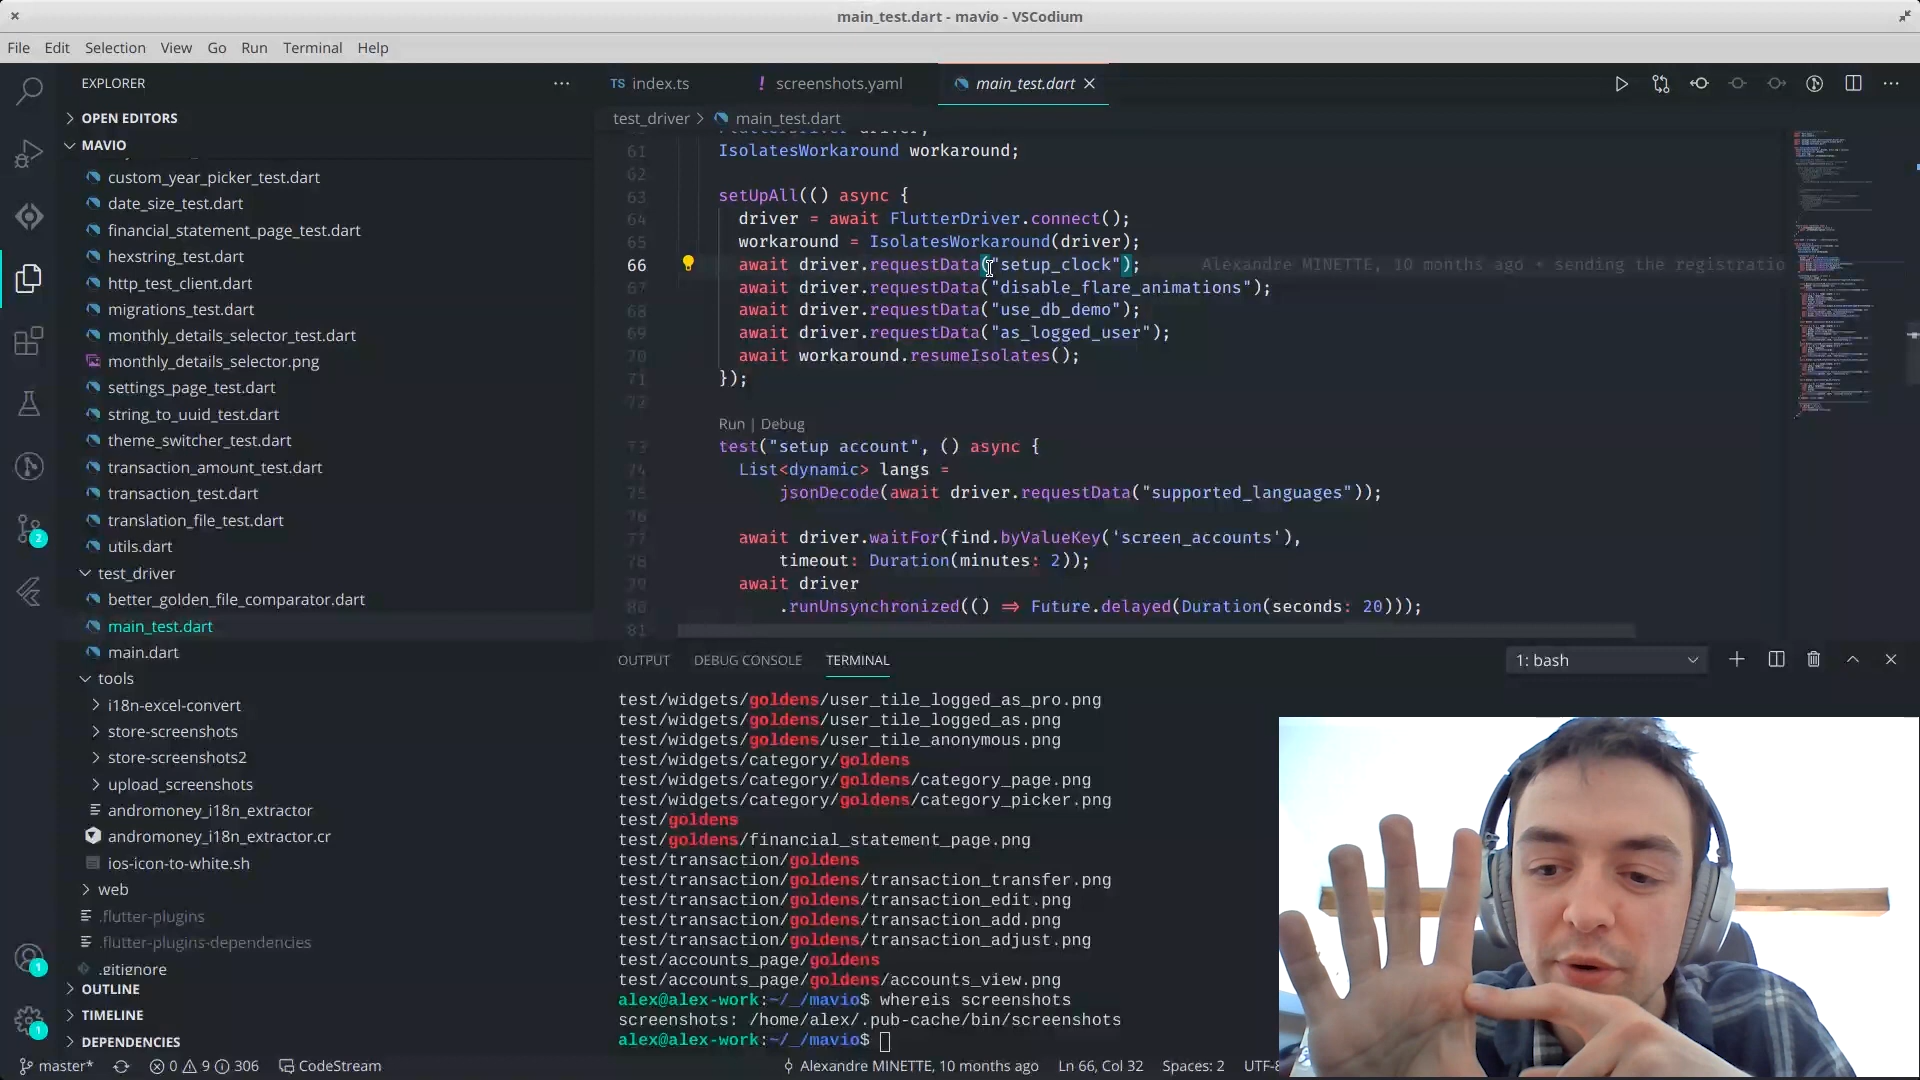 main_test.dart - mavio - VSCodium
File Edit Selection View Go Run Terminal Help
EXPLORER
OPEN EDITORS
MAVIO
custom_year_picker_test.dart
date_size_test.dart
financial_statement_page_test.dart
hexstring_test.dart
http_test_client.dart
migrations_test.dart
monthly_details_selector_test.dart
monthly_details_selector.png
settings_page_test.dart
string_to_uuid_test.dart
theme_switcher_test.dart
transaction_amount_test.dart
transaction_test.dart
translation_file_test.dart
utils.dart
test_driver
better_golden_file_comparator.dart
main_test.dart
main.dart
tools
i18n-excel-convert
store-screenshots
store-screenshots2
upload_screenshots
andromoney_i18n_extractor
andromoney_i18n_extractor.cr
ios-icon-to-white.sh
web
.flutter-plugins
.flutter-plugins-dependencies
.gitignore
OUTLINE
TIMELINE
DEPENDENCIES
2
1
1
TS index.ts ! screenshots.yaml main_test.dart
test_driver > main_test.dart
61 IsolatesWorkaround workaround;
62
63 setUpAll(() async {
64 driver = await FlutterDriver.connect();
65 workaround = IsolatesWorkaround(driver);
66 await driver.requestData("setup_clock"); Alexandre MINETTE, 10 months ago • sending the registratio
67 await driver.requestData("disable_flare_animations");
68 await driver.requestData("use_db_demo");
69 await driver.requestData("as_logged_user");
70 await workaround.resumeIsolates();
71 });
72
Run | Debug
73 test("setup account", () async {
74 List<dynamic> langs =
75 jsonDecode(await driver.requestData("supported_languages"));
76
77 await driver.waitFor(find.byValueKey('screen_accounts'),
78 timeout: Duration(minutes: 2));
79 await driver
80 .runUnsynchronized(() => Future.delayed(Duration(seconds: 20)));
81
OUTPUT DEBUG CONSOLE TERMINAL 1: bash
test/widgets/goldens/user_tile_logged_as_pro.png
test/widgets/goldens/user_tile_logged_as.png
test/widgets/goldens/user_tile_anonymous.png
test/widgets/category/goldens
test/widgets/category/goldens/category_page.png
test/widgets/category/goldens/category_picker.png
test/goldens
test/goldens/financial_statement_page.png
test/transaction/goldens
test/transaction/goldens/transaction_transfer.png
test/transaction/goldens/transaction_edit.png
test/transaction/goldens/transaction_add.png
test/transaction/goldens/transaction_adjust.png
test/accounts_page/goldens
test/accounts_page/goldens/accounts_view.png
alex@alex-work:~/_/mavio$ whereis screenshots
screenshots: /home/alex/.pub-cache/bin/screenshots
alex@alex-work:~/_/mavio$
master* 0 9 306 CodeStream Alexandre MINETTE, 10 months ago Ln 66, Col 32 Spaces: 2 UTF-8